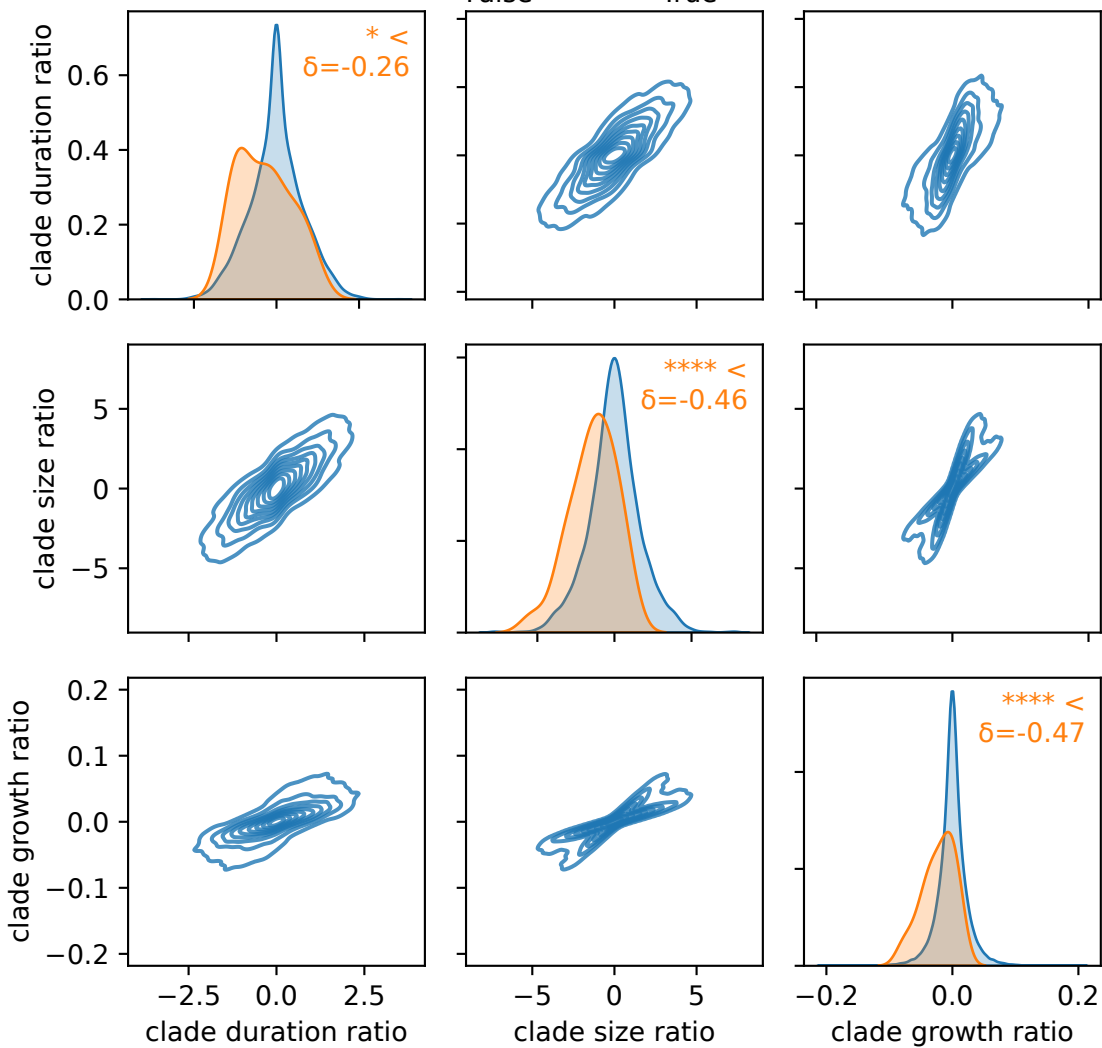 clade duration ratio
0.6
0.4
0.2
0.0
* <
δ=-0.26
clade size ratio
5
0
−5
**** <
δ=-0.46
clade growth ratio
0.2
0.1
0.0
−0.1
−0.2
**** <
δ=-0.47
−2.5 0.0 2.5
−5 0 5
−0.2 0.0 0.2
clade duration ratio
clade size ratio
clade growth ratio